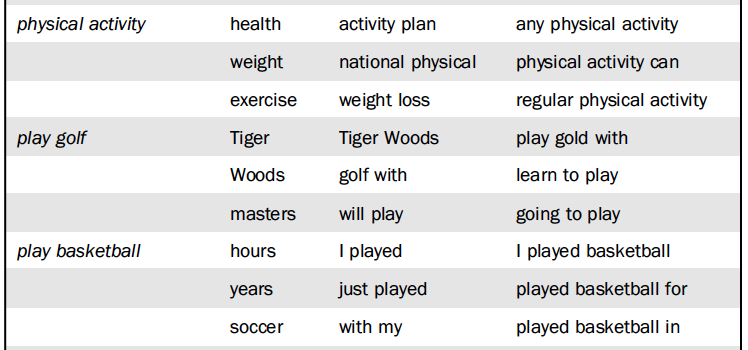 physical activity health activity plan any physical activity
weight national physical physical activity can
exercise weight loss regular physical activity
play golf Tiger Tiger Woods play gold with
Woods golf with learn to play
masters will play going to play
play basketball hours I played I played basketball
years just played played basketball for
soccer with my played basketball in